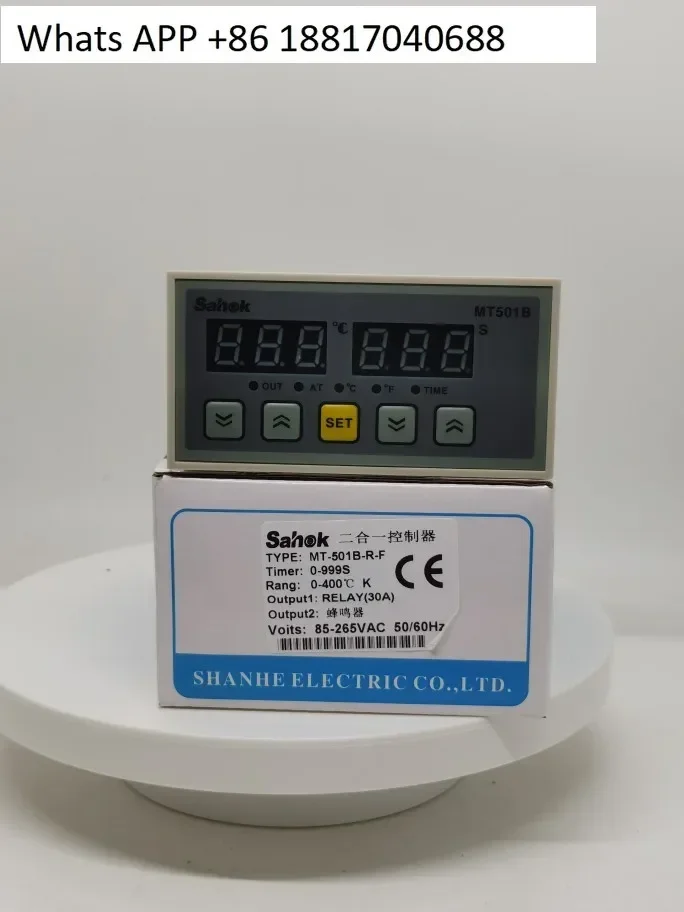 Whats APP +86 18817040688
Sahok
MT501B
888 ℃ 888 S
OUT AT ℃ °F TIME
SET
Sahok 二合一控制器
TYPE: MT-501B-R-F
Timer: 0-999S
Rang: 0-400℃ K
CE
Output1: RELAY(30A)
Output2: 蜂鸣器
Voits: 85-265VAC 50/60Hz
SHANHE ELECTRIC CO.,LTD.